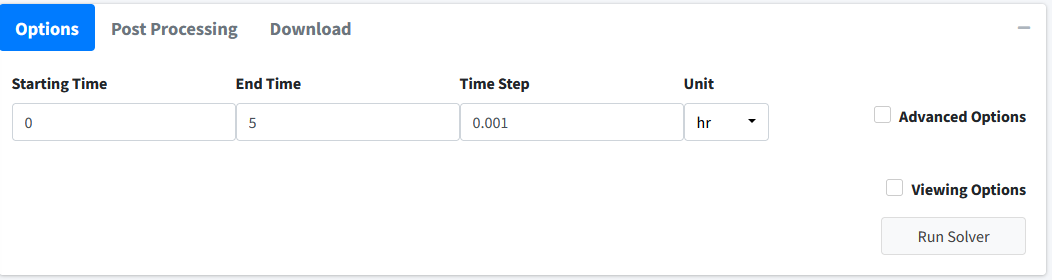 Options Post Processing Download
Starting Time End Time Time Step Unit
0 5 0.001 hr
Advanced Options
Viewing Options
Run Solver